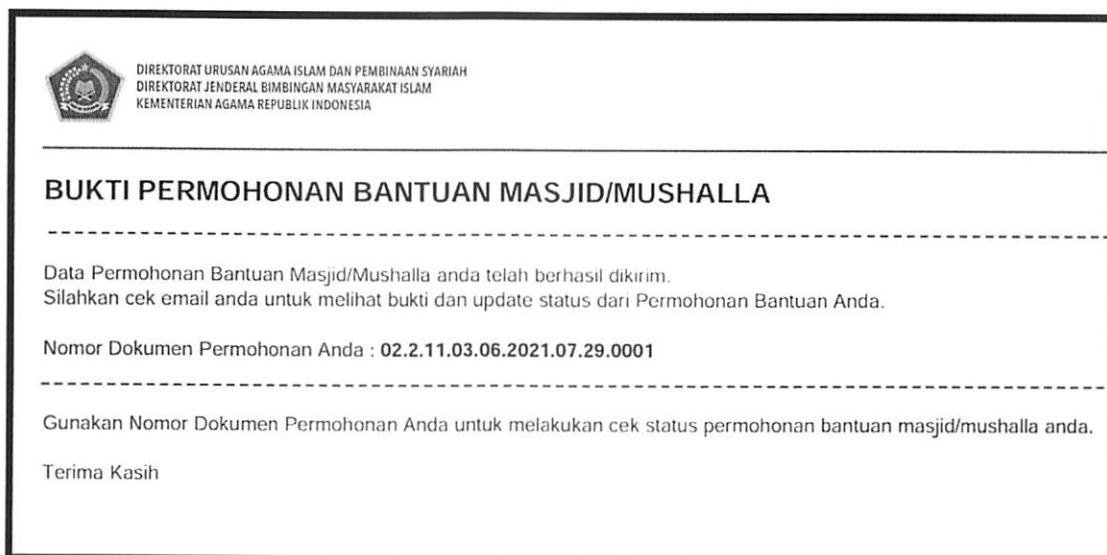 DIREKTORAT URUSAN AGAMA ISLAM DAN PEMBINAAN SYARIAH
DIREKTORAT JENDERAL BIMBINGAN MASYARAKAT ISLAM
KEMENTERIAN AGAMA REPUBLIK INDONESIA
BUKTI PERMOHONAN BANTUAN MASJID/MUSHALLA
Data Permohonan Bantuan Masjid/Mushalla anda telah berhasil dikirim.
Silahkan cek email anda untuk melihat bukti dan update status dari Permohonan Bantuan Anda.
Nomor Dokumen Permohonan Anda : 02.2.11.03.06.2021.07.29.0001
Gunakan Nomor Dokumen Permohonan Anda untuk melakukan cek status permohonan bantuan masjid/mushalla anda.
Terima Kasih